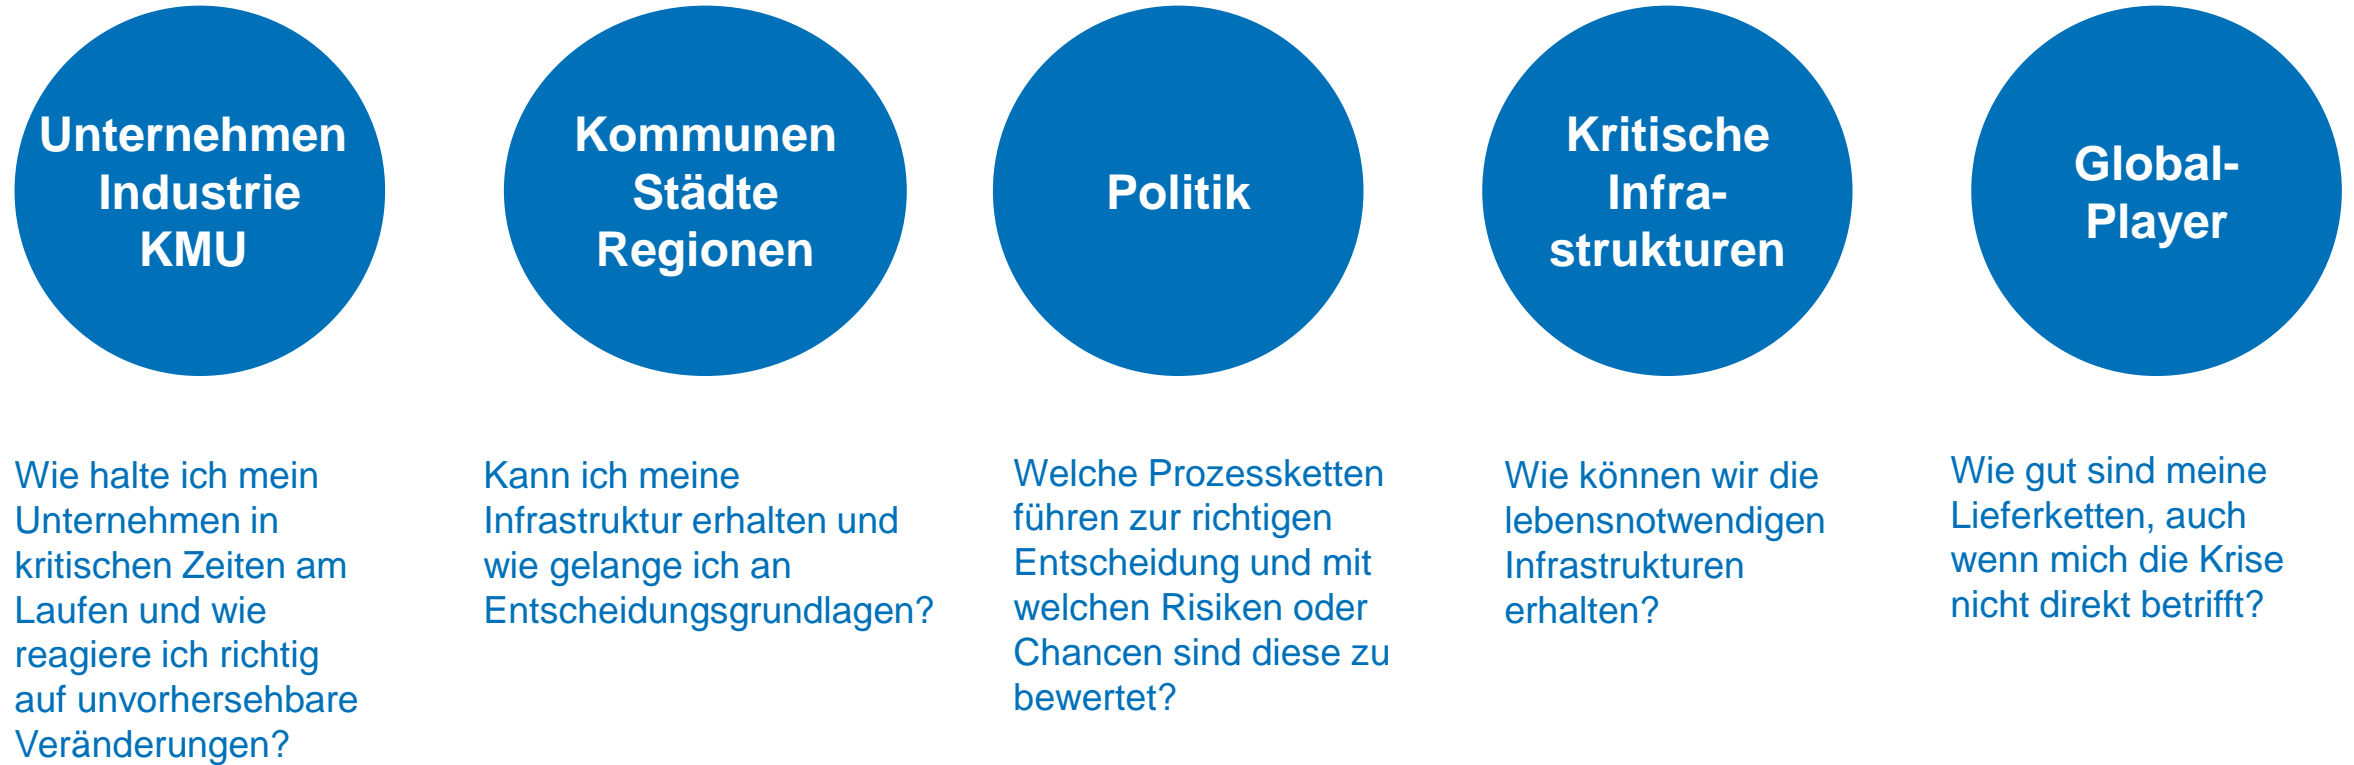 Unternehmen
Industrie
KMU
Wie halte ich mein
Unternehmen in
kritischen Zeiten am
Laufen und wie
reagiere ich richtig
auf unvorhersehbare
Veränderungen?
Kommunen
Städte
Regionen
Kann ich meine
Infrastruktur erhalten und
wie gelange ich an
Entscheidungsgrundlagen?
Politik
Welche Prozessketten
führen zur richtigen
Entscheidung und mit
welchen Risiken oder
Chancen sind diese zu
bewertet?
Kritische
Infra-
strukturen
Wie können wir die
lebensnotwendigen
Infrastrukturen
erhalten?
Global-
Player
Wie gut sind meine
Lieferketten, auch
wenn mich die Krise
nicht direkt betrifft?